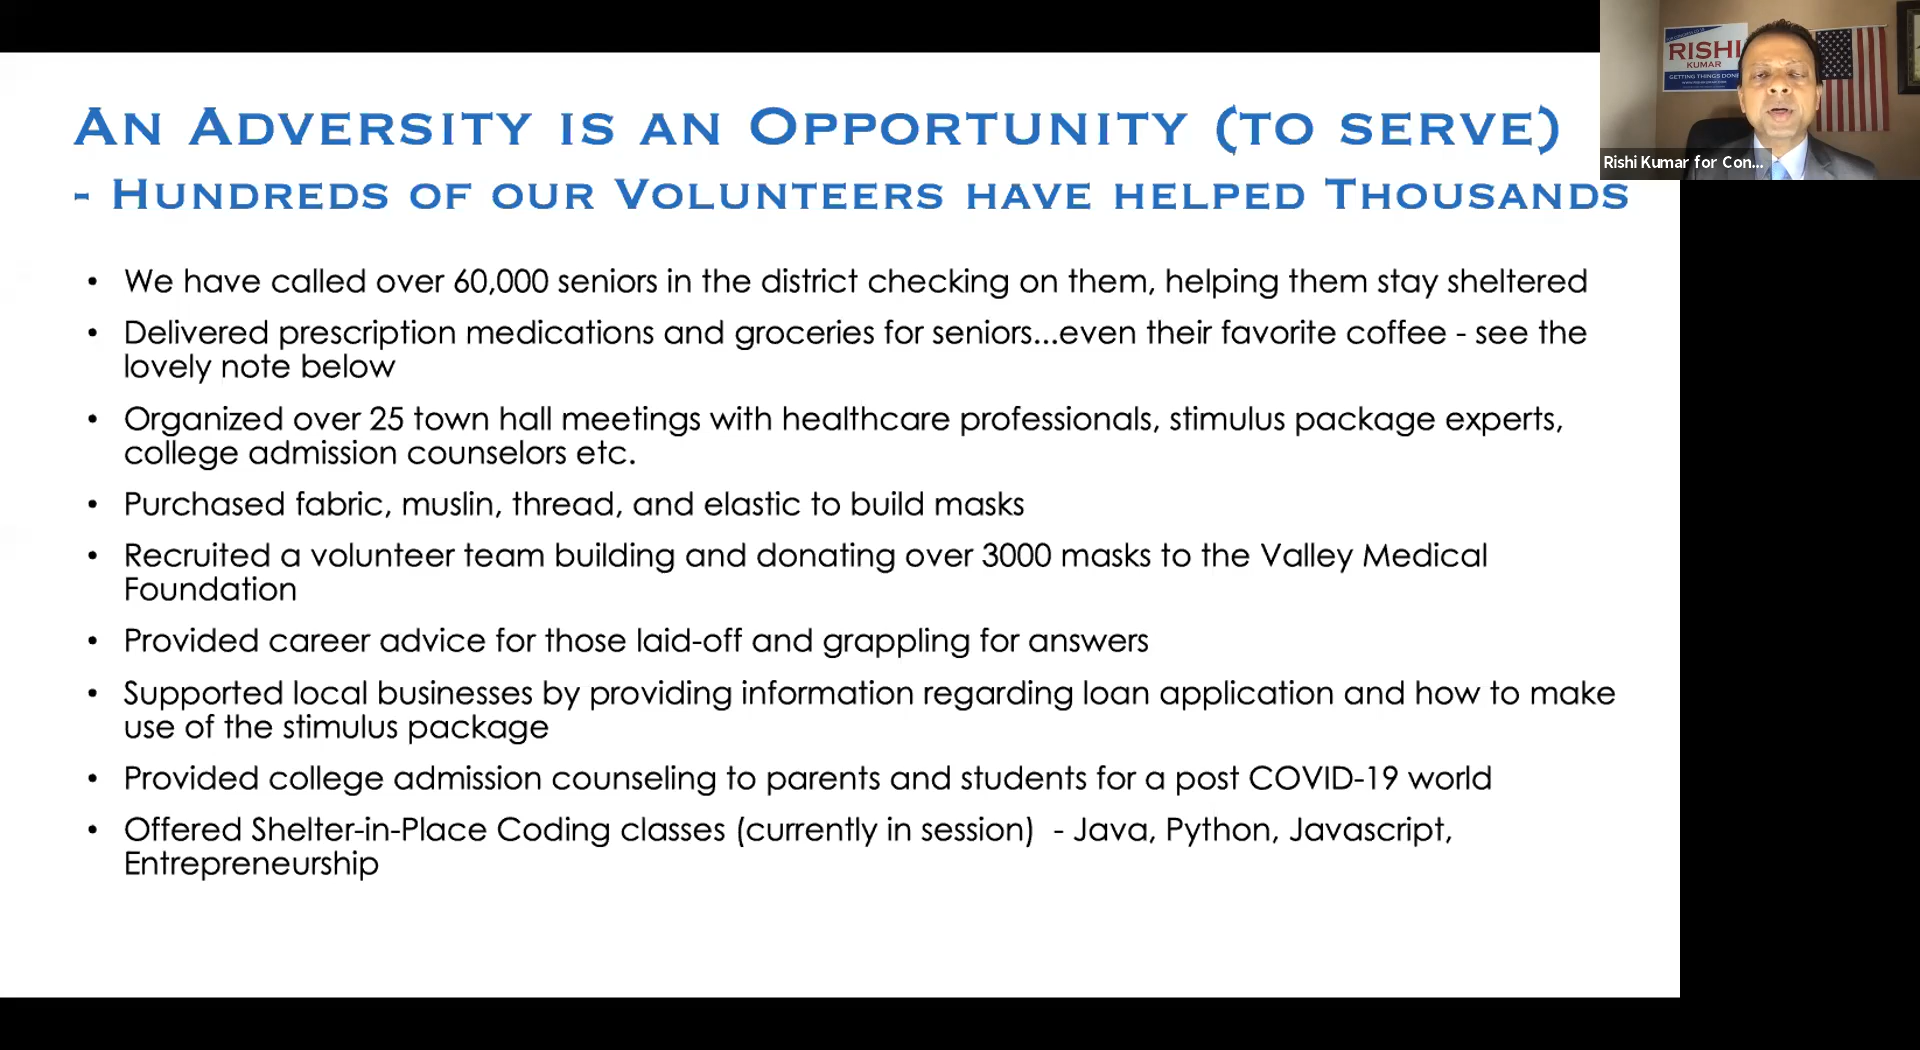 AN ADVERSITY IS AN OPPORTUNITY (TO SERVE)
- HUNDREDS OF OUR VOLUNTEERS HAVE HELPED THOUSANDS
• We have called over 60,000 seniors in the district checking on them, helping them stay sheltered
• Delivered prescription medications and groceries for seniors...even their favorite coffee - see the
lovely note below
• Organized over 25 town hall meetings with healthcare professionals, stimulus package experts,
college admission counselors etc.
• Purchased fabric, muslin, thread, and elastic to build masks
• Recruited a volunteer team building and donating over 3000 masks to the Valley Medical
Foundation
• Provided career advice for those laid-off and grappling for answers
• Supported local businesses by providing information regarding loan application and how to make
use of the stimulus package
• Provided college admission counseling to parents and students for a post COVID-19 world
• Offered Shelter-in-Place Coding classes (currently in session)  - Java, Python, Javascript,
Entrepreneurship
RISHI
KUMAR
GETTING THINGS DONE
Rishi Kumar for Con...